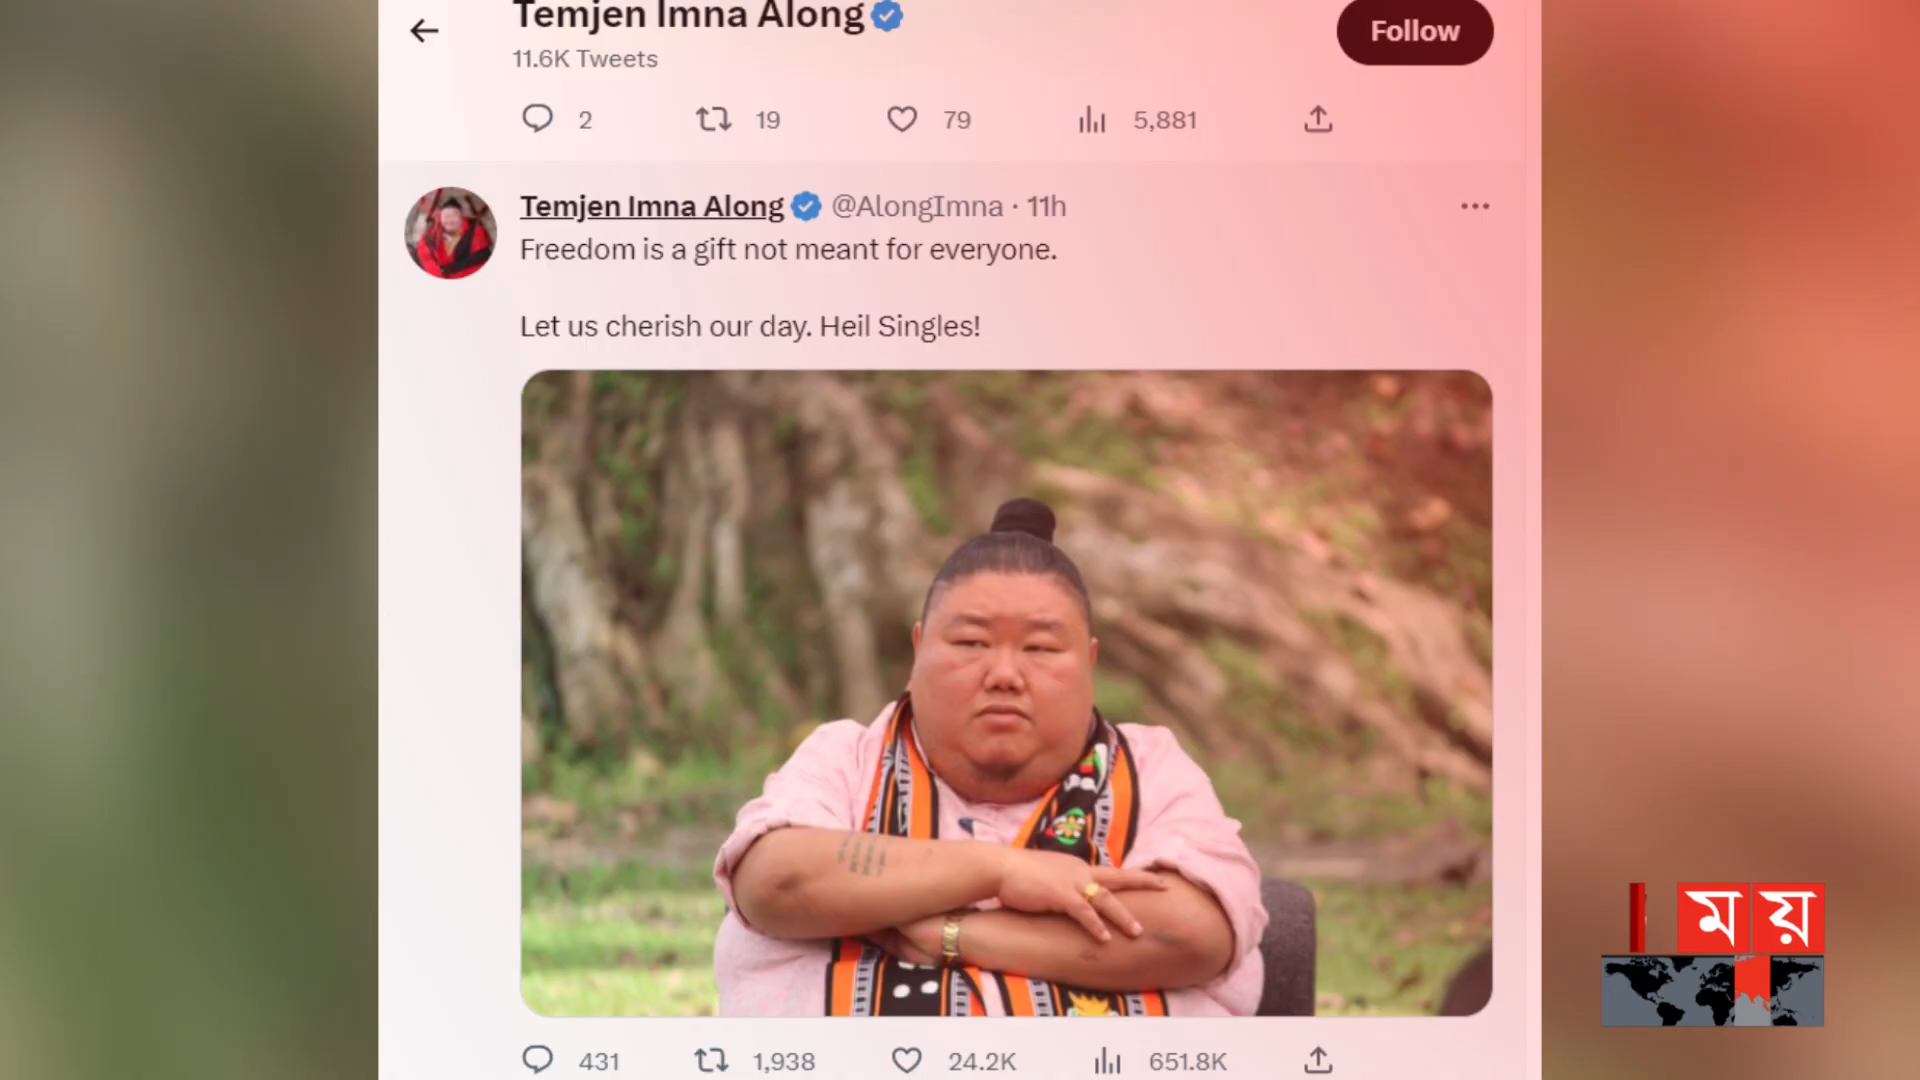 Temjen Imna Along
11.6K Tweets
Follow
2 19 79 5,881
Temjen Imna Along @AlongImna · 11h
Freedom is a gift not meant for everyone.
Let us cherish our day. Heil Singles!
431 1,938 24.2K 651.8K
ময়